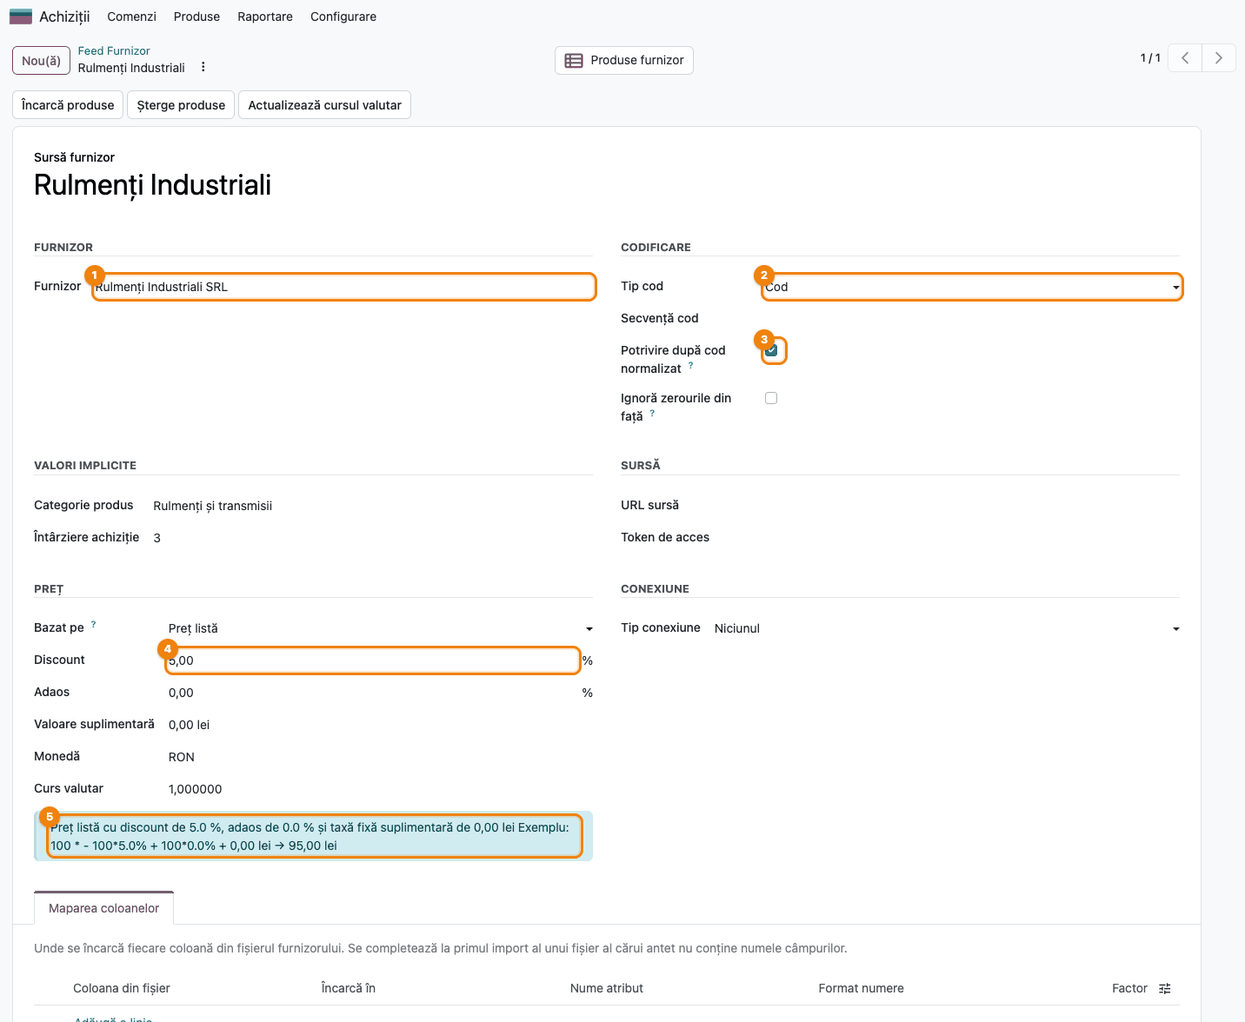 Achiziții Comenzi Produse Raportare Configurare
Nou(ă)
Feed Furnizor
Rulmenți Industriali
Produse furnizor
1 / 1
Încarcă produse Șterge produse Actualizează cursul valutar
Sursă furnizor
Rulmenți Industriali
FURNIZOR
Furnizor
1
Rulmenți Industriali SRL
CODIFICARE
Tip cod
2
Cod
Secvență cod
Potrivire după cod
normalizat ?
3
Ignoră zerourile din
față ?
VALORI IMPLICITE
Categorie produs Rulmenți și transmisii
Întârziere achiziție 3
SURSĂ
URL sursă
Token de acces
PREȚ
Bazat pe ? Preț listă
4
Discount 5,00 %
Adaos 0,00 %
Valoare suplimentară 0,00 lei
Monedă RON
Curs valutar 1,000000
CONEXIUNE
Tip conexiune Niciunul
5
Preț listă cu discount de 5.0 %, adaos de 0.0 % și taxă fixă suplimentară de 0,00 lei Exemplu:
100 * - 100*5.0% + 100*0.0% + 0,00 lei → 95,00 lei
Maparea coloanelor
Unde se încarcă fiecare coloană din fișierul furnizorului. Se completează la primul import al unui fișier al cărui antet nu conține numele câmpurilor.
Coloana din fișier Încarcă în Nume atribut Format numere Factor